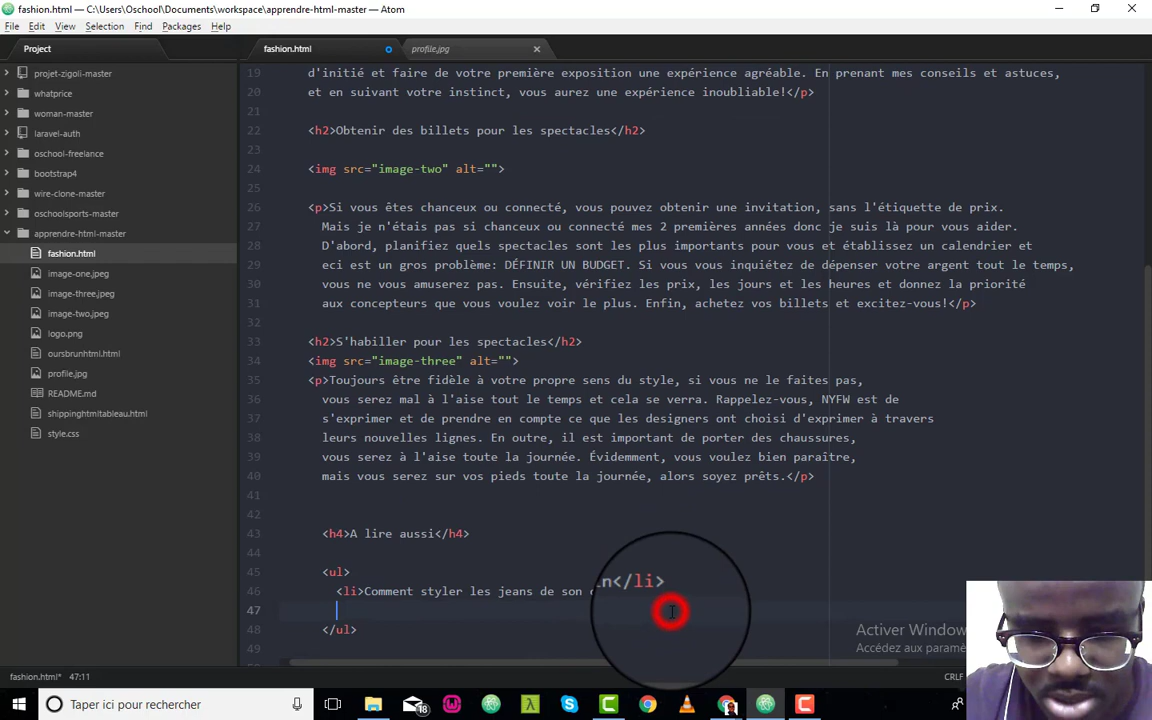 fashion.html — C:\Users\Oschool\Documents\workspace\apprendre-html-master — Atom
File Edit View Selection Find Packages Help
Project
fashion.html
profile.jpg
projet-zigoli-master
whatprice
woman-master
laravel-auth
oschool-freelance
bootstrap4
wire-clone-master
oschoolsports-master
apprendre-html-master
fashion.html
image-one.jpeg
image-three.jpeg
image-two.jpeg
logo.png
oursbrunhtml.html
profile.jpg
README.md
shippinghtmltableau.html
style.css
19 d'initié et faire de votre première exposition une expérience agréable. En prenant mes conseils et astuces,
20 et en suivant votre instinct, vous aurez une expérience inoubliable!</p>
21
22 <h2>Obtenir des billets pour les spectacles</h2>
23
24 <img src="image-two" alt="">
25
26 <p>Si vous êtes chanceux ou connecté, vous pouvez obtenir une invitation, sans l'étiquette de prix.
27 Mais je n'étais pas si chanceux ou connecté mes 2 premières années donc je suis là pour vous aider.
28 D'abord, planifiez quels spectacles sont les plus importants pour vous et établissez un calendrier et
29 eci est un gros problème: DÉFINIR UN BUDGET. Si vous vous inquiétez de dépenser votre argent tout le temps,
30 vous ne vous amuserez pas. Ensuite, vérifiez les prix, les jours et les heures et donnez la priorité
31 aux concepteurs que vous voulez voir le plus. Enfin, achetez vos billets et excitez-vous!</p>
32
33 <h2>S'habiller pour les spectacles</h2>
34 <img src="image-three" alt="">
35 <p>Toujours être fidèle à votre propre sens du style, si vous ne le faites pas,
36 vous serez mal à l'aise tout le temps et cela se verra. Rappelez-vous, NYFW est de
37 s'exprimer et de prendre en compte ce que les designers ont choisi d'exprimer à travers
38 leurs nouvelles lignes. En outre, il est important de porter des chaussures,
39 vous serez à l'aise toute la journée. Évidemment, vous voulez bien paraître,
40 mais vous serez sur vos pieds toute la journée, alors soyez prêts.</p>
41
42
43 <h4>A lire aussi</h4>
44
45 <ul>
46 <li>Comment styler les jeans de son in</li>
47
48 </ul>
49
Activer Window
Accédez aux paramè
fashion.html* 47:11 CRLF
Taper ici pour rechercher
18